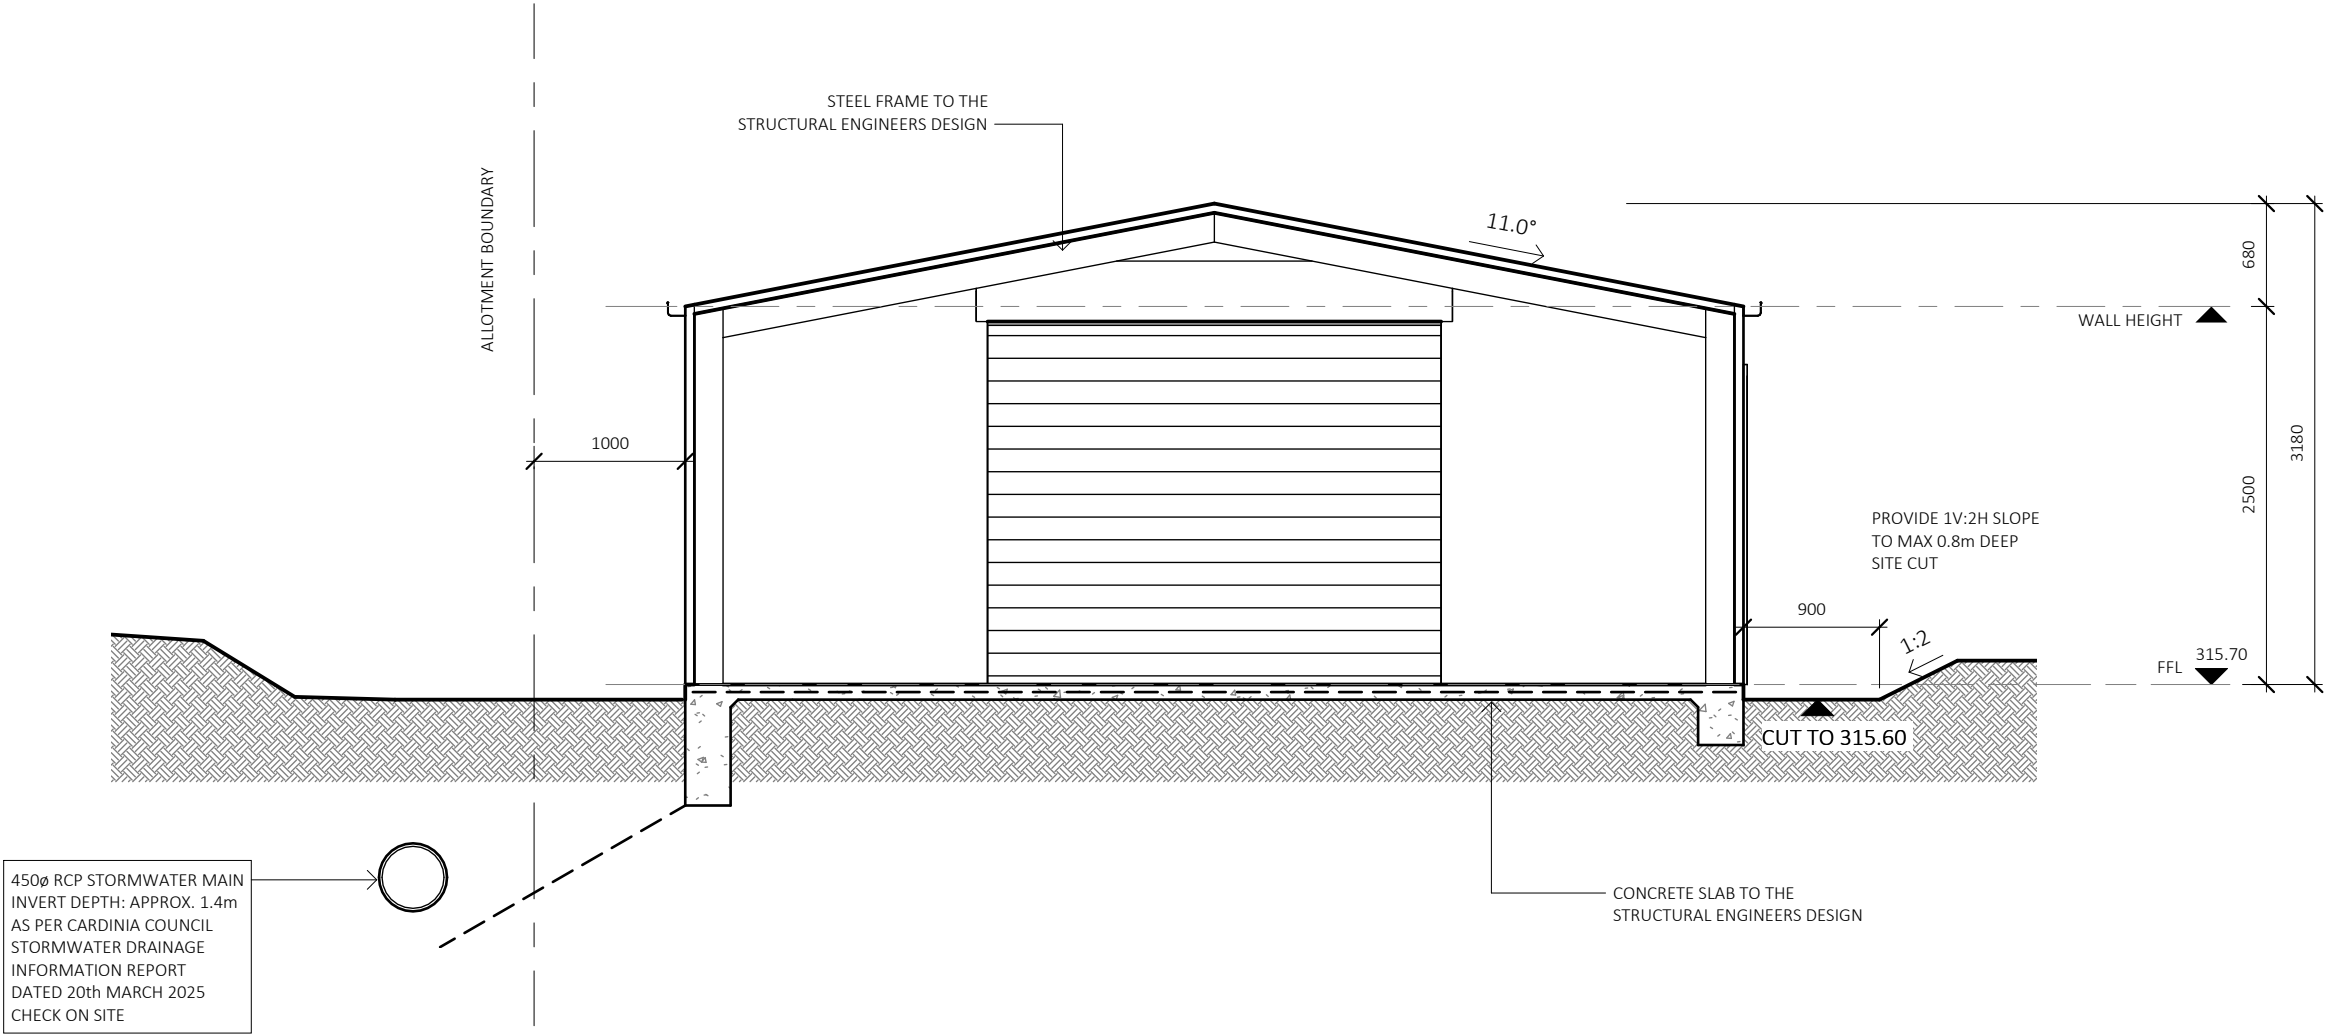 STEEL FRAME TO THE
STRUCTURAL ENGINEERS DESIGN
ALLOTMENT BOUNDARY
11.0°
680
WALL HEIGHT
1000
3180
2500
PROVIDE 1V:2H SLOPE
TO MAX 0.8m DEEP
SITE CUT
900
1:2
315.70
FFL
CUT TO 315.60
450ø RCP STORMWATER MAIN
INVERT DEPTH: APPROX. 1.4m
AS PER CARDINIA COUNCIL
STORMWATER DRAINAGE
INFORMATION REPORT
DATED 20th MARCH 2025
CHECK ON SITE
CONCRETE SLAB TO THE
STRUCTURAL ENGINEERS DESIGN